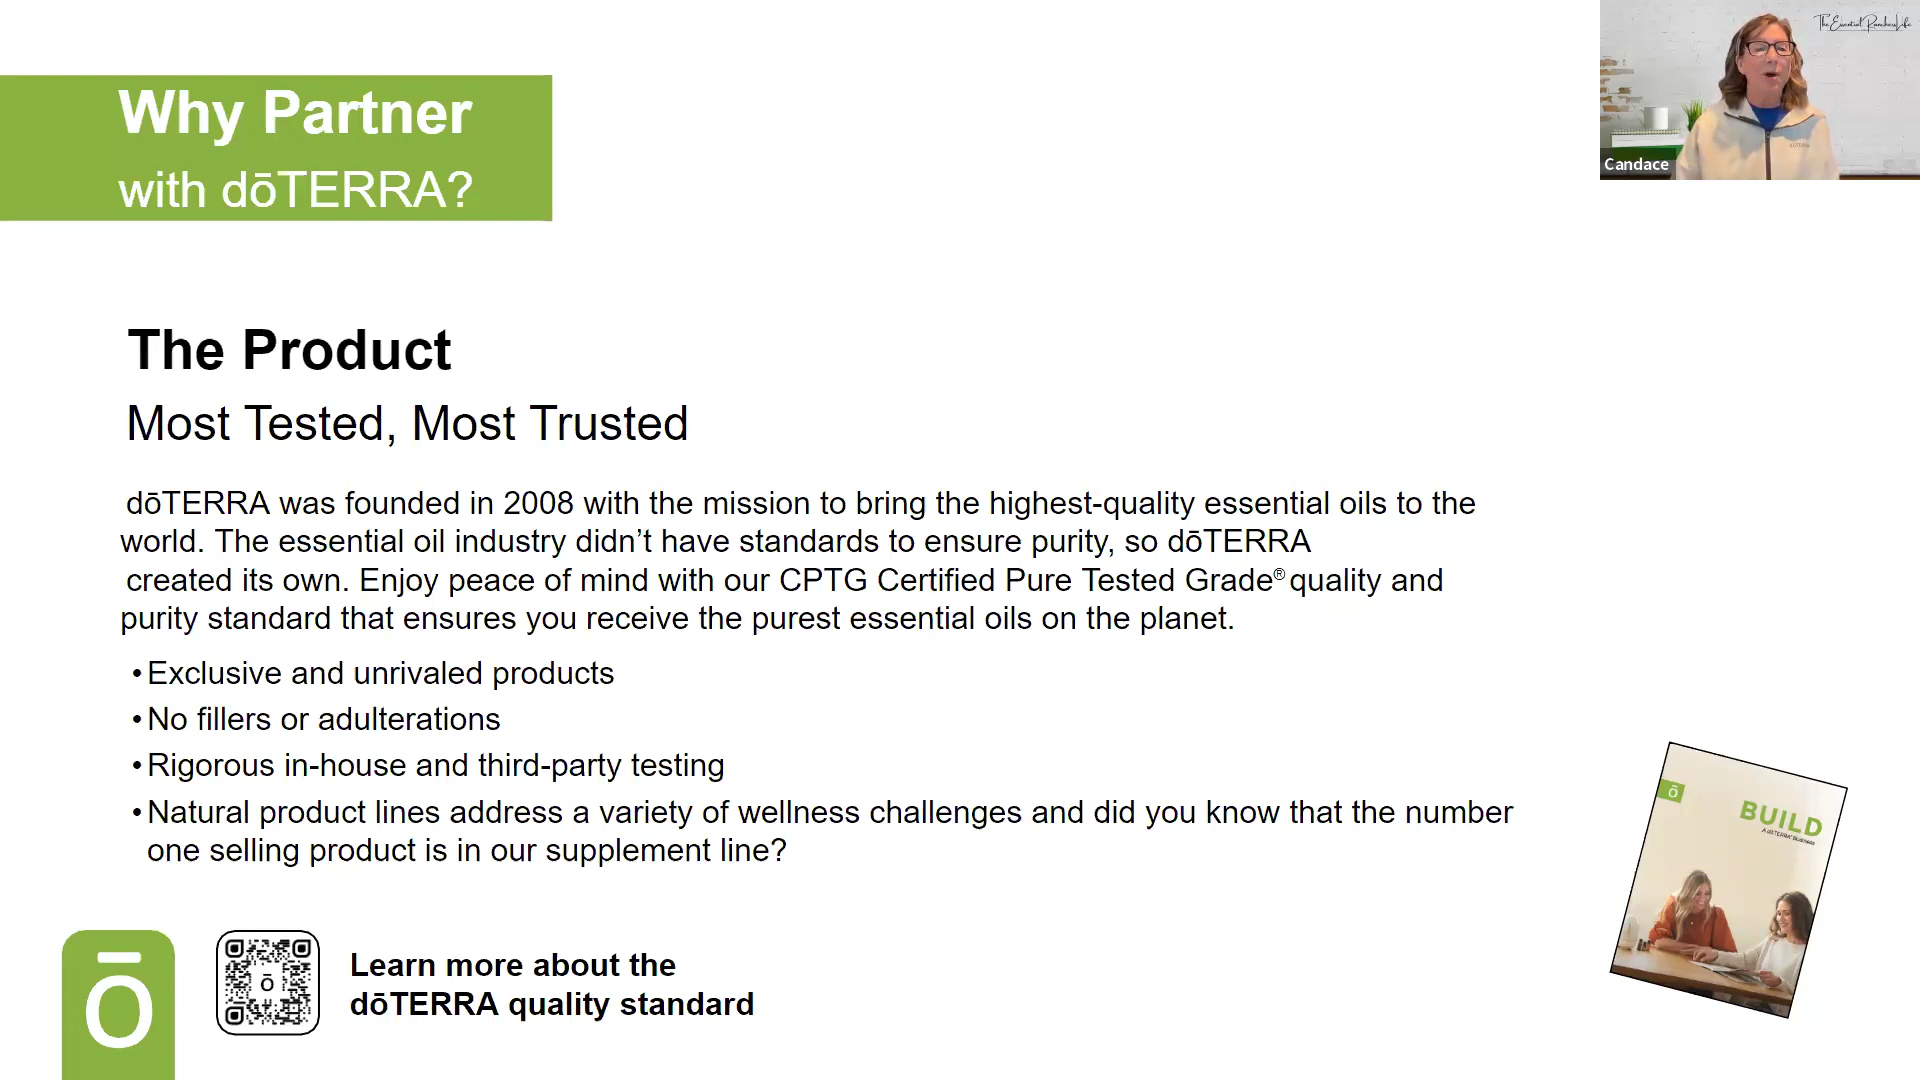 Why Partner
with dōTERRA?
The Essential Ranchers Life
Candace
The Product
Most Tested, Most Trusted
dōTERRA was founded in 2008 with the mission to bring the highest-quality essential oils to the
world. The essential oil industry didn’t have standards to ensure purity, so dōTERRA
created its own. Enjoy peace of mind with our CPTG Certified Pure Tested Grade® quality and
purity standard that ensures you receive the purest essential oils on the planet.
•Exclusive and unrivaled products
•No fillers or adulterations
•Rigorous in-house and third-party testing
•Natural product lines address a variety of wellness challenges and did you know that the number
one selling product is in our supplement line?
ō
BUILD
A dōTERRA® Business
ō
ō
Learn more about the
dōTERRA quality standard